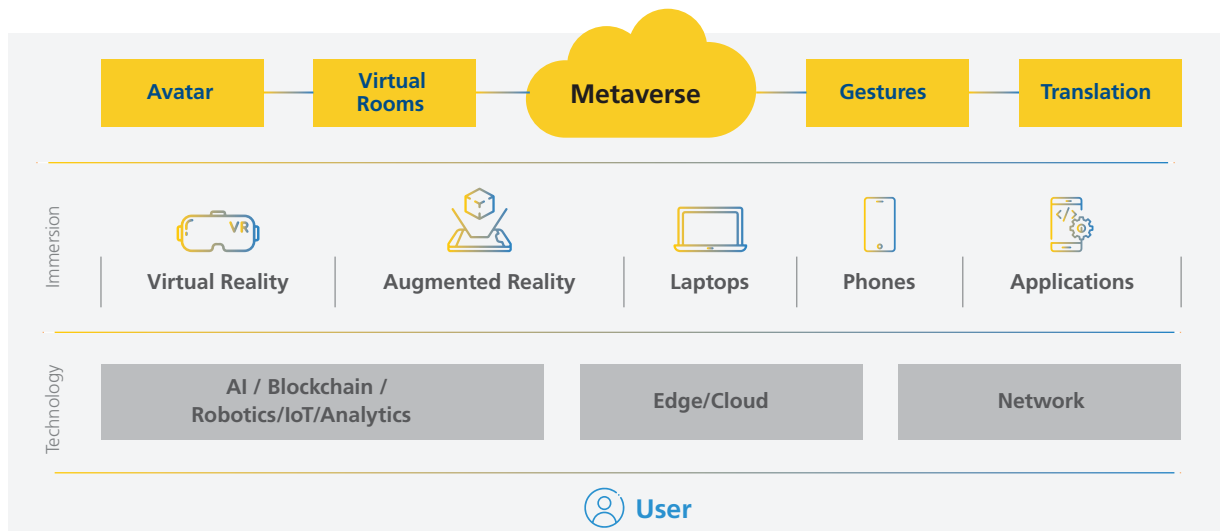 Avatar
Virtual
Rooms
Metaverse
Gestures
Translation
Immersion
VR
</>
Virtual Reality
Augmented Reality
Laptops
Phones
Applications
Technology
AI / Blockchain /
Robotics/IoT/Analytics
Edge/Cloud
Network
User